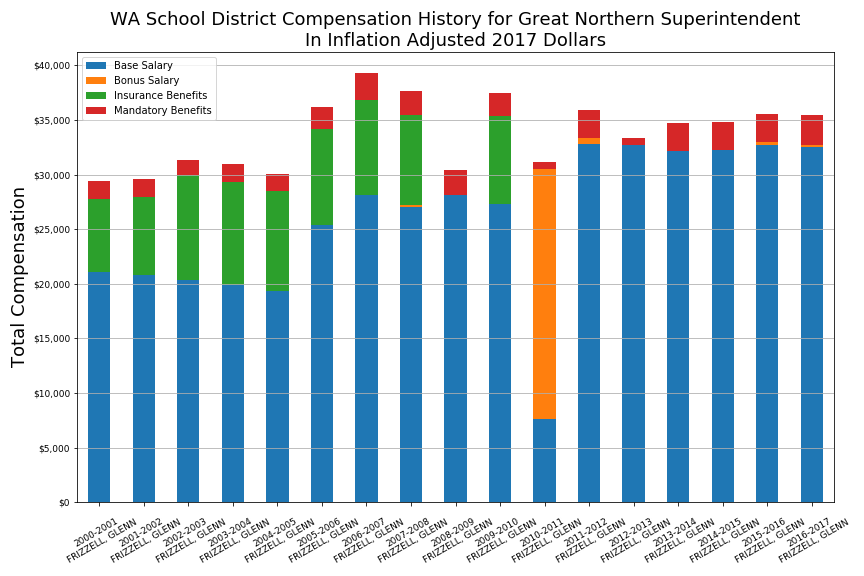 WA School District Compensation History for Great Northern Superintendent
In Inflation Adjusted 2017 Dollars
Base Salary
Bonus Salary
Insurance Benefits
Mandatory Benefits
Total Compensation
$40,000
$35,000
$30,000
$25,000
$20,000
$15,000
$10,000
$5,000
$0
2000-2001
FRIZZELL, GLENN
2001-2002
FRIZZELL, GLENN
2002-2003
FRIZZELL, GLENN
2003-2004
FRIZZELL, GLENN
2004-2005
FRIZZELL, GLENN
2005-2006
FRIZZELL, GLENN
2006-2007
FRIZZELL, GLENN
2007-2008
FRIZZELL, GLENN
2008-2009
FRIZZELL, GLENN
2009-2010
FRIZZELL, GLENN
2010-2011
FRIZZELL, GLENN
2011-2012
FRIZZELL, GLENN
2012-2013
FRIZZELL, GLENN
2013-2014
FRIZZELL, GLENN
2014-2015
FRIZZELL, GLENN
2015-2016
FRIZZELL, GLENN
2016-2017
FRIZZELL, GLENN